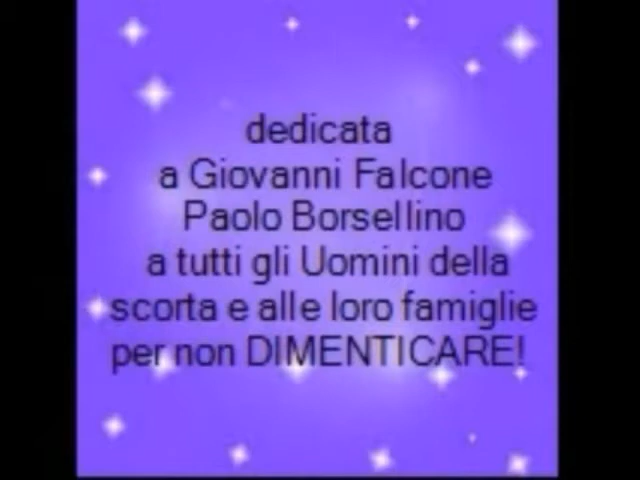 dedicata
a Giovanni Falcone
Paolo Borsellino
a tutti gli Uomini della
scorta e alle loro famiglie
per non DIMENTICARE!